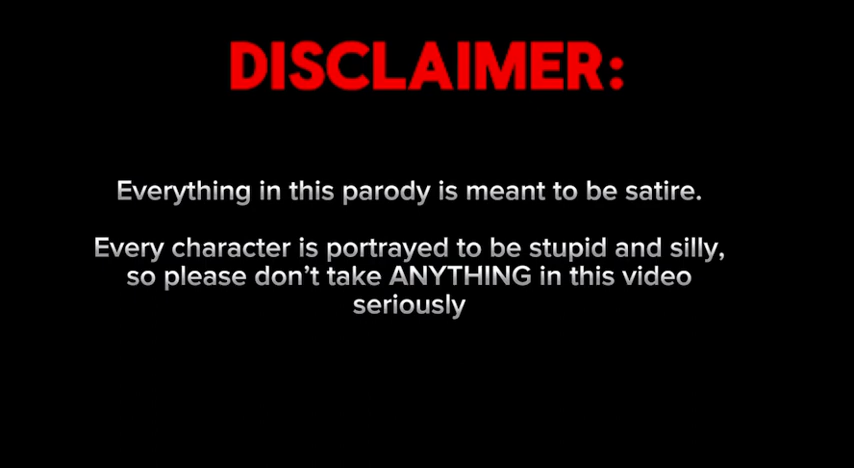 DISCLAIMER:
Everything in this parody is meant to be satire.
Every character is portrayed to be stupid and silly,
so please don't take ANYTHING in this video
seriously